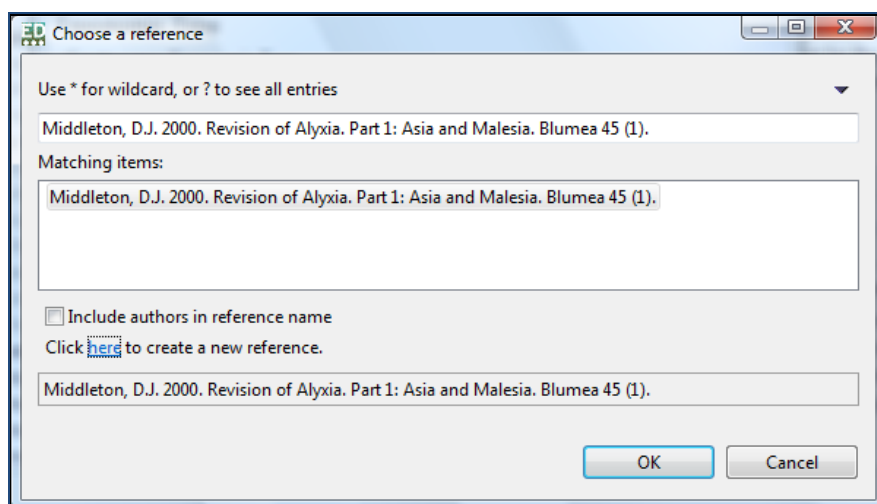 ED Choose a reference
Use * for wildcard, or ? to see all entries
Middleton, D.J. 2000. Revision of Alyxia. Part 1: Asia and Malesia. Blumea 45 (1).
Matching items:
Middleton, D.J. 2000. Revision of Alyxia. Part 1: Asia and Malesia. Blumea 45 (1).
Include authors in reference name
Click here to create a new reference.
Middleton, D.J. 2000. Revision of Alyxia. Part 1: Asia and Malesia. Blumea 45 (1).
OK Cancel